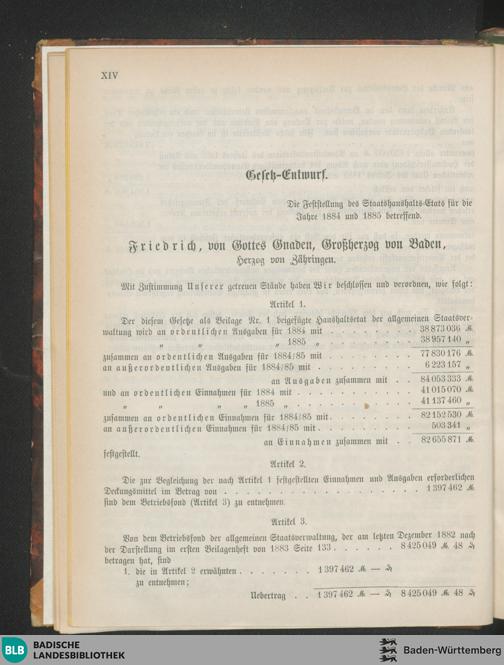 XIV
Gesetz-Entwurf.
Die Feststellung des Staatshaushalts-Etats für die
Jahre 1884 und 1885 betreffend.
Friedrich, von Gottes Gnaden, Großherzog von Baden,
Herzog von Zähringen.
Mit Zustimmung Unserer getreuen Stände haben Wir beschlossen und verordnen, wie folgt:
Artikel 1.
Der diesem Gesetze als Beilage Nr. 1 beigefügte Haushaltsetat der allgemeinen Staatsver-
waltung wird an ordentlichen Ausgaben für 1884 mit . . . . . . . . 38 873 036 ℳ
„ „ „ 1885 „ . . . . . . . . 38 957 140 „
zusammen an ordentlichen Ausgaben für 1884/85 mit . . . . . . . . 77 830 176 ℳ
an außerordentlichen Ausgaben für 1884/85 mit . . . . . . . . 6 223 157 „
an Ausgaben zusammen mit . . 84 053 333 ℳ
und an ordentlichen Einnahmen für 1884 mit . . . . . . . . 41 015 070 ℳ
„ „ „ „ 1885 „ . . . . . . . . 41 137 460 „
zusammen an ordentlichen Einnahmen für 1884/85 mit . . . . . . . . 82 152 530 ℳ
an außerordentlichen Einnahmen für 1884/85 mit . . . . . . . . 503 341 „
an Einnahmen zusammen mit . . 82 655 871 ℳ
festgestellt.
Artikel 2.
Die zur Begleichung der nach Artikel 1 festgestellten Einnahmen und Ausgaben erforderlichen
Deckungsmittel im Betrag von . . . . . . . . 1 397 462 ℳ
sind dem Betriebsfond (Artikel 3) zu entnehmen.
Artikel 3.
Von dem Betriebsfond der allgemeinen Staatsverwaltung, der am letzten Dezember 1882 nach
der Darstellung im ersten Beilagenheft von 1883 Seite 133 . . . . . . 8 425 049 ℳ 48 ₰
betragen hat, sind
1. die in Artikel 2 erwähnten . . . . . . . 1 397 462 ℳ — ₰
zu entnehmen;
Uebertrag . . 1 397 462 ℳ — ₰ 8 425 049 ℳ 48 ₰
BLB BADISCHE
LANDESBIBLIOTHEK
Baden-Württemberg